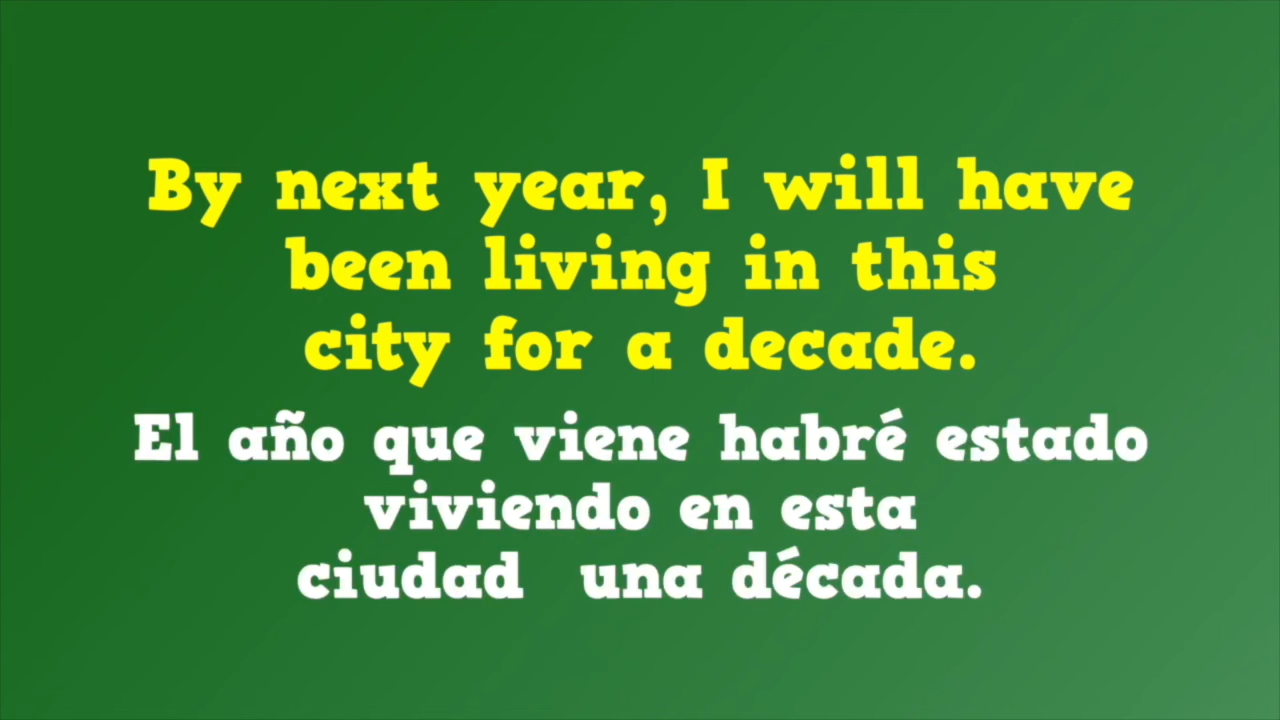 By next year, I will have
been living in this
city for a decade.
El año que viene habré estado
viviendo en esta
ciudad  una década.